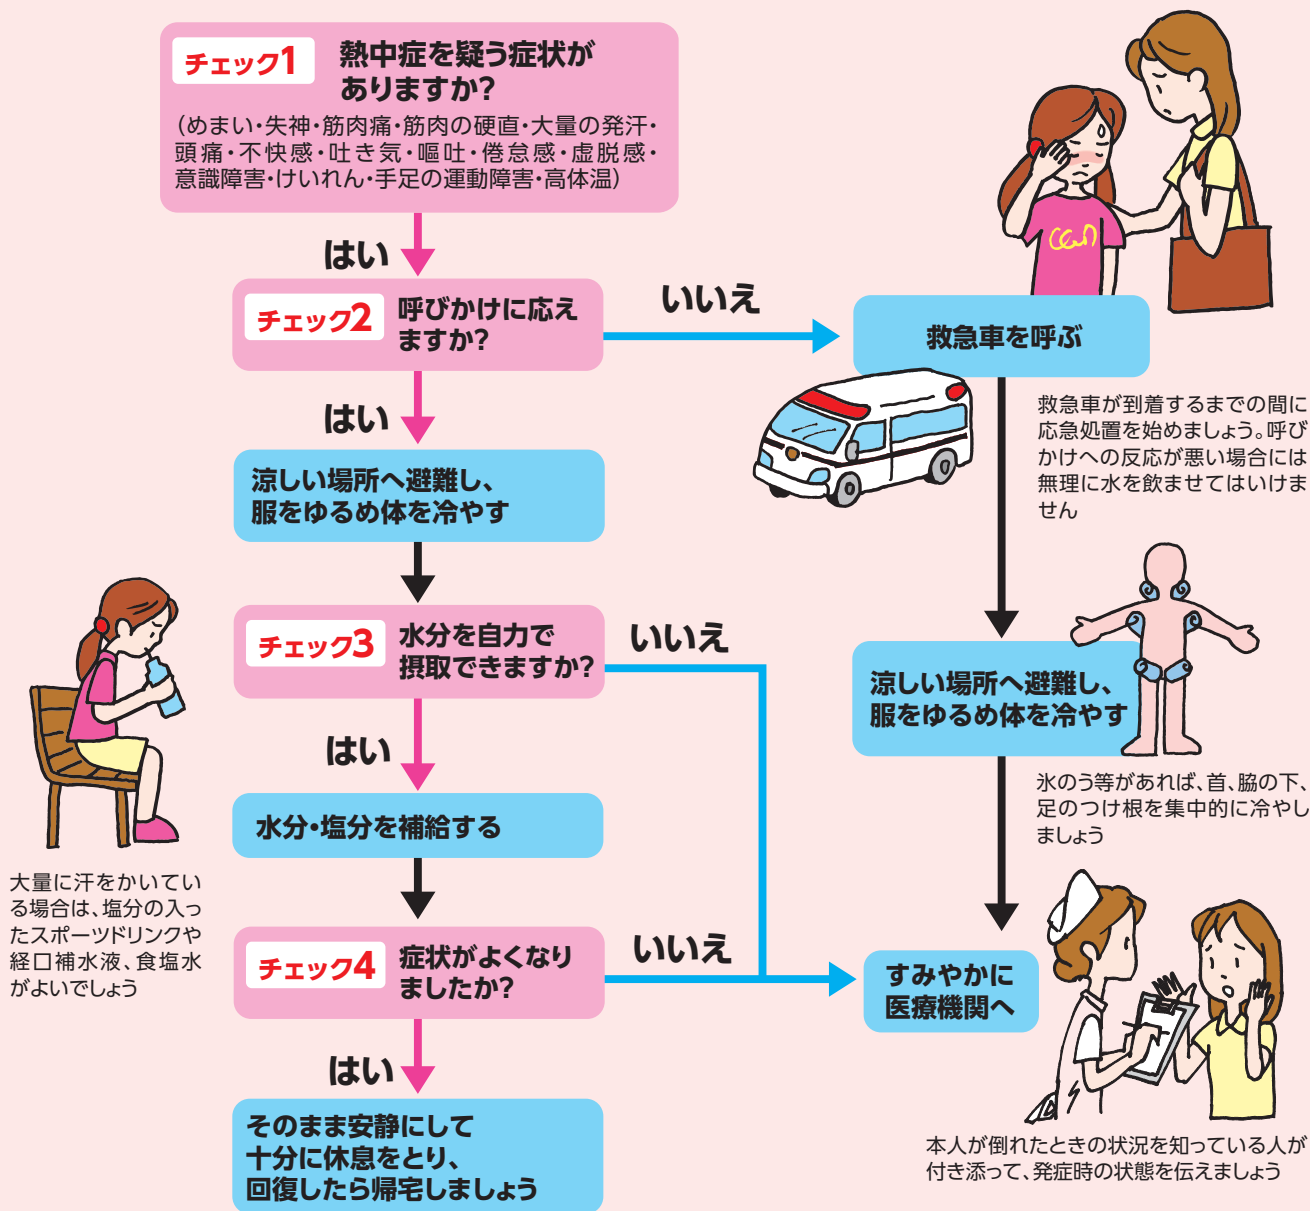 チェック1
熱中症を疑う症状が
ありますか?
(めまい・失神・筋肉痛・筋肉の硬直・大量の発汗・
頭痛・不快感・吐き気・嘔吐・倦怠感・虚脱感・
意識障害・けいれん・手足の運動障害・高体温)
はい
チェック2
呼びかけに応え
ますか?
いいえ
救急車を呼ぶ
救急車が到着するまでの間に
応急処置を始めましょう。呼び
かけへの反応が悪い場合には
無理に水を飲ませてはいけま
せん
はい
涼しい場所へ避難し、
服をゆるめ体を冷やす
チェック3
水分を自力で
摂取できますか?
いいえ
涼しい場所へ避難し、
服をゆるめ体を冷やす
氷のう等があれば、首、脇の下、
足のつけ根を集中的に冷やし
ましょう
はい
水分・塩分を補給する
大量に汗をかいてい
る場合は、塩分の入っ
たスポーツドリンクや
経口補水液、食塩水
がよいでしょう
チェック4
症状がよくなり
ましたか?
いいえ
すみやかに
医療機関へ
本人が倒れたときの状況を知っている人が
付き添って、発症時の状態を伝えましょう
はい
そのまま安静にして
十分に休息をとり、
回復したら帰宅しましょう